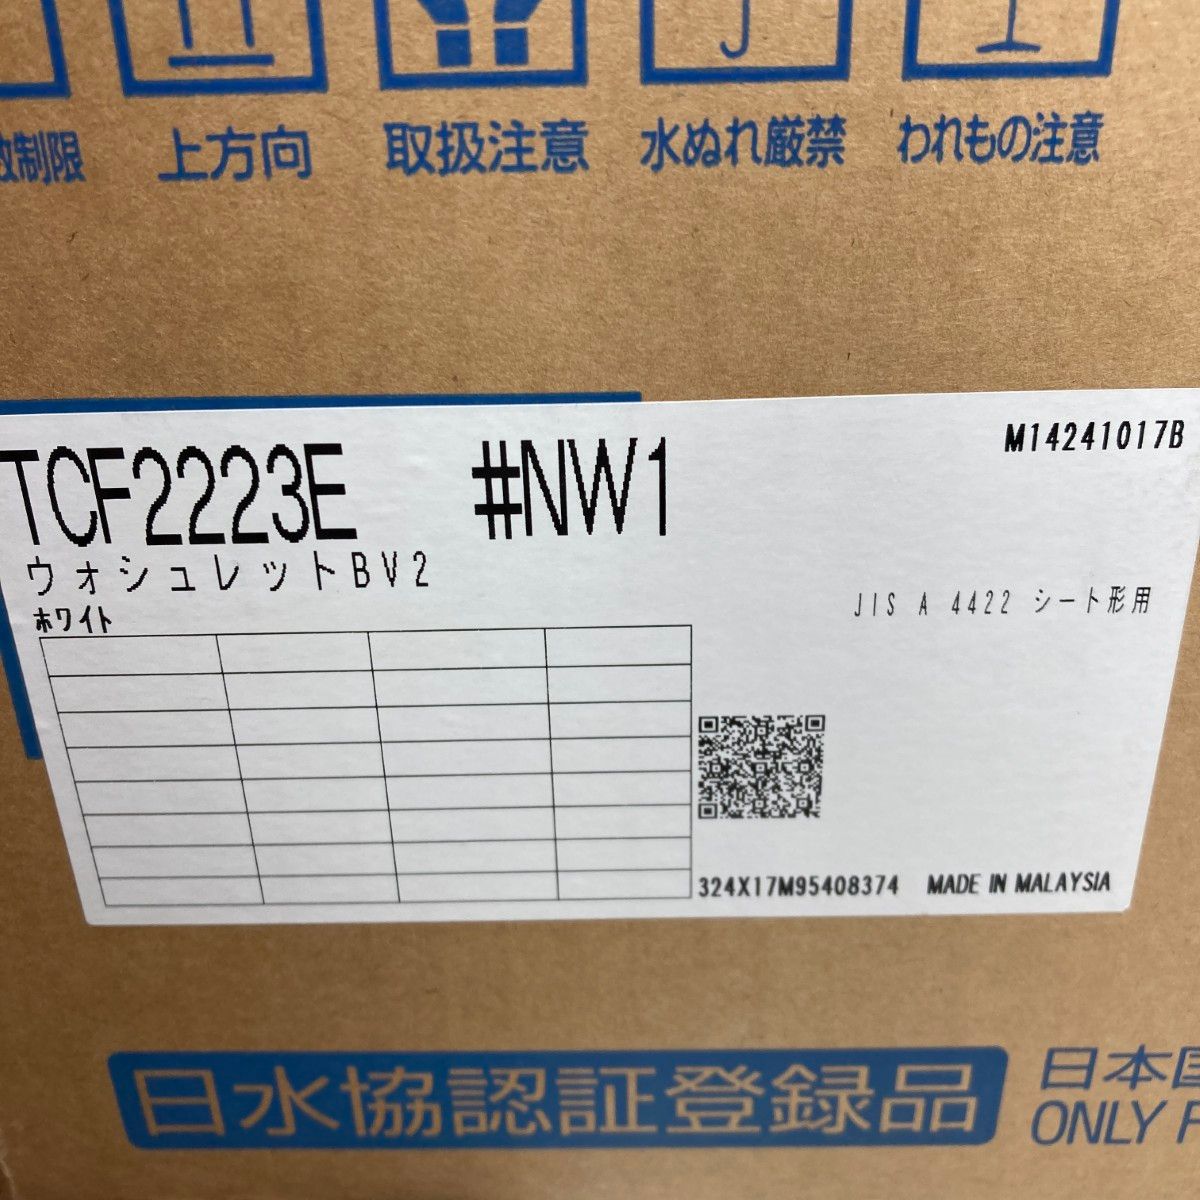 数制限 上方向 取扱注意 水ぬれ厳禁 われもの注意
TCF2223E #NW1 M14241017B
ウォシュレットBV2
JIS A 4422 シート形用
ホワイト
324X17M95408374 MADE IN MALAYSIA
日水協認証登録品
日本国
ONLY F